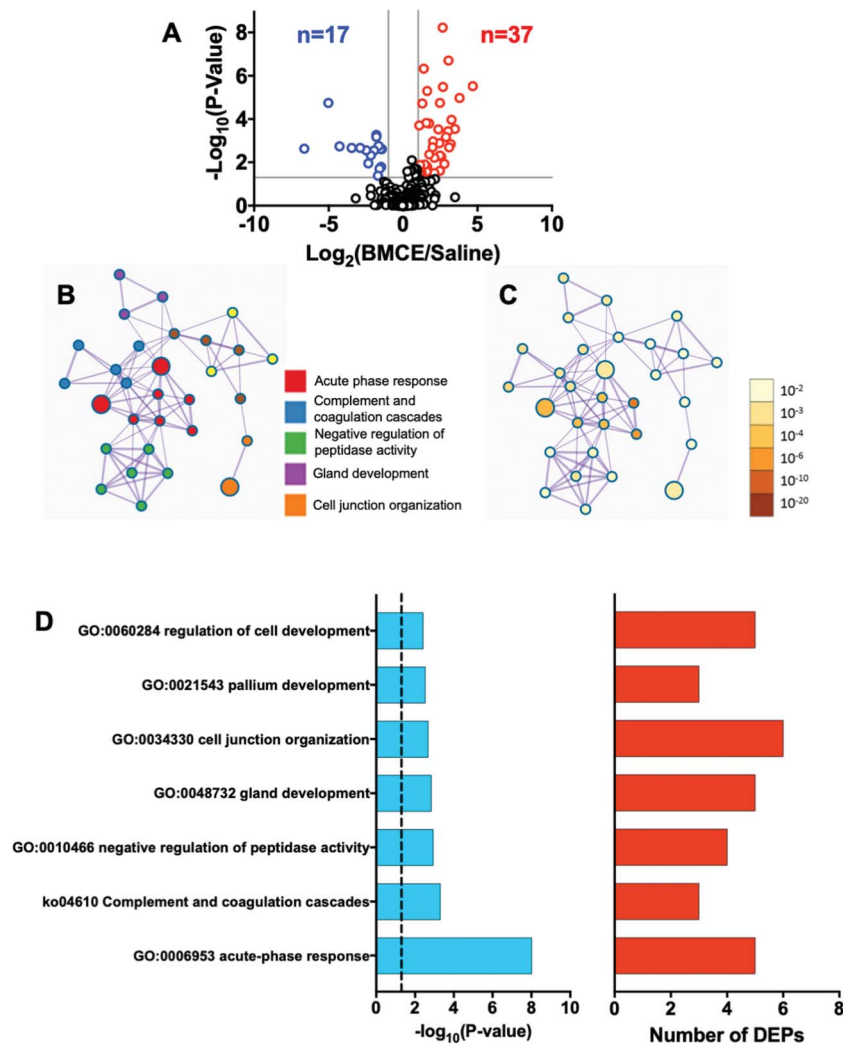 A
n=17
n=37
-Log10(P-Value)
8
6
4
2
0
-10
-5
0
5
10
Log2(BMCE/Saline)
B
Acute phase response
Complement and
coagulation cascades
Negative regulation of
peptidase activity
Gland development
Cell junction organization
C
10-2
10-3
10-4
10-6
10-10
10-20
D
GO:0060284 regulation of cell development
GO:0021543 pallium development
GO:0034330 cell junction organization
GO:0048732 gland development
GO:0010466 negative regulation of peptidase activity
ko04610 Complement and coagulation cascades
GO:0006953 acute-phase response
0 2 4 6 8 10
-log10(P-value)
0 2 4 6 8
Number of DEPs